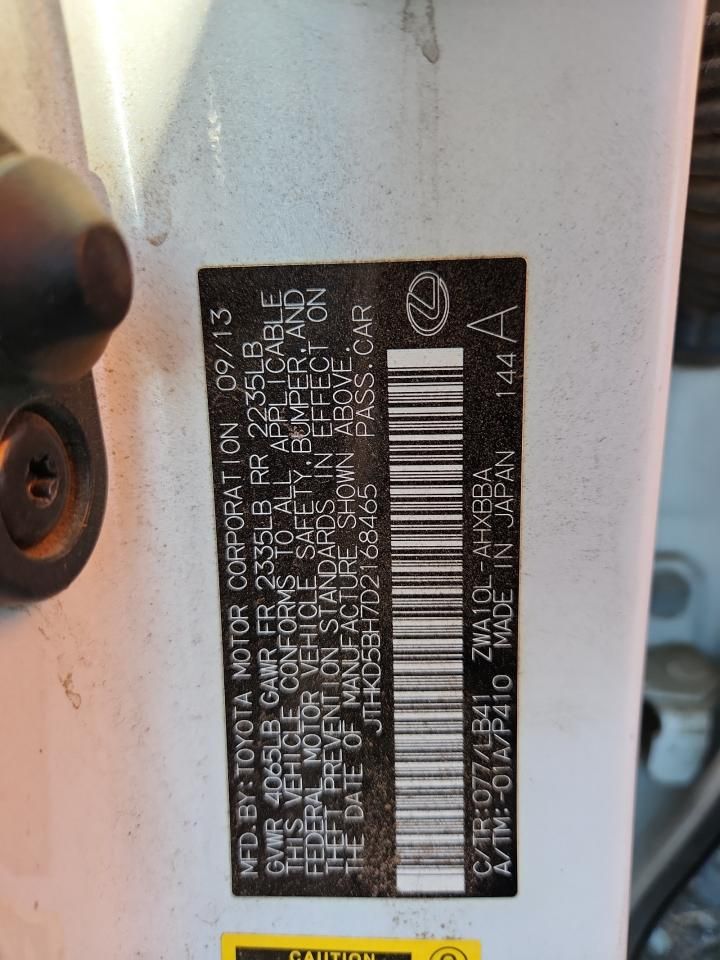 MFD.BY:TOYOTA MOTOR CORPORATION 09/13
GVWR 4065LB GAWR FR 2335LB RR 2235LB
THIS VEHICLE CONFORMS TO ALL APPLICABLE
FEDERAL MOTOR VEHICLE SAFETY,BUMPER,AND
THEFT PREVENTION STANDARDS IN EFFECT ON
THE DATE OF MANUFACTURE SHOWN ABOVE.
JTHKD5BH7D2168465 PASS.CAR
C/TR:077/LB41 ZWA10L-AHXBBA
A/TM:-01A/P410 MADE IN JAPAN 144 A
CAUTION